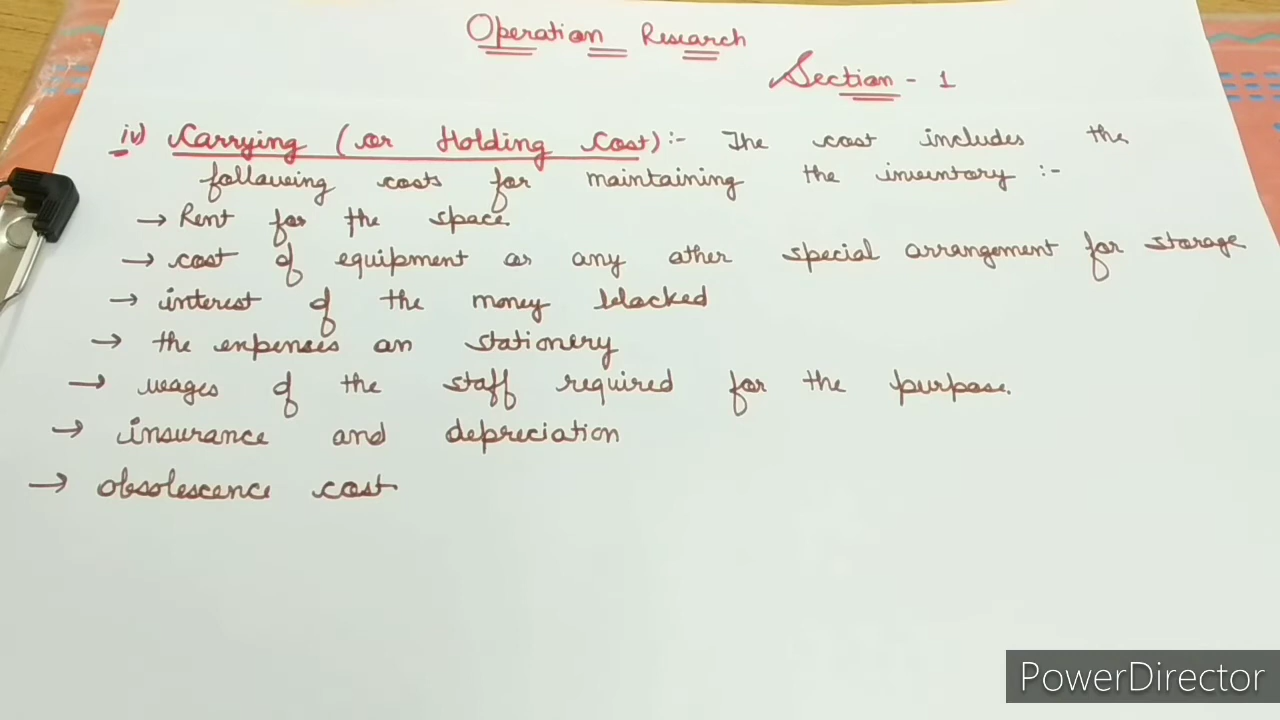 Operation Research
Section - 1
iv) Carrying (or Holding Cost) :- The cost includes the
following costs for maintaining the inventory :-
→ Rent for the space.
→ cost of equipment or any other special arrangement for storage
→ interest of the money blocked
→ the expenses on stationery
→ wages of the staff required for the purpose.
→ insurance and depreciation
→ obsolescence cost
PowerDirector